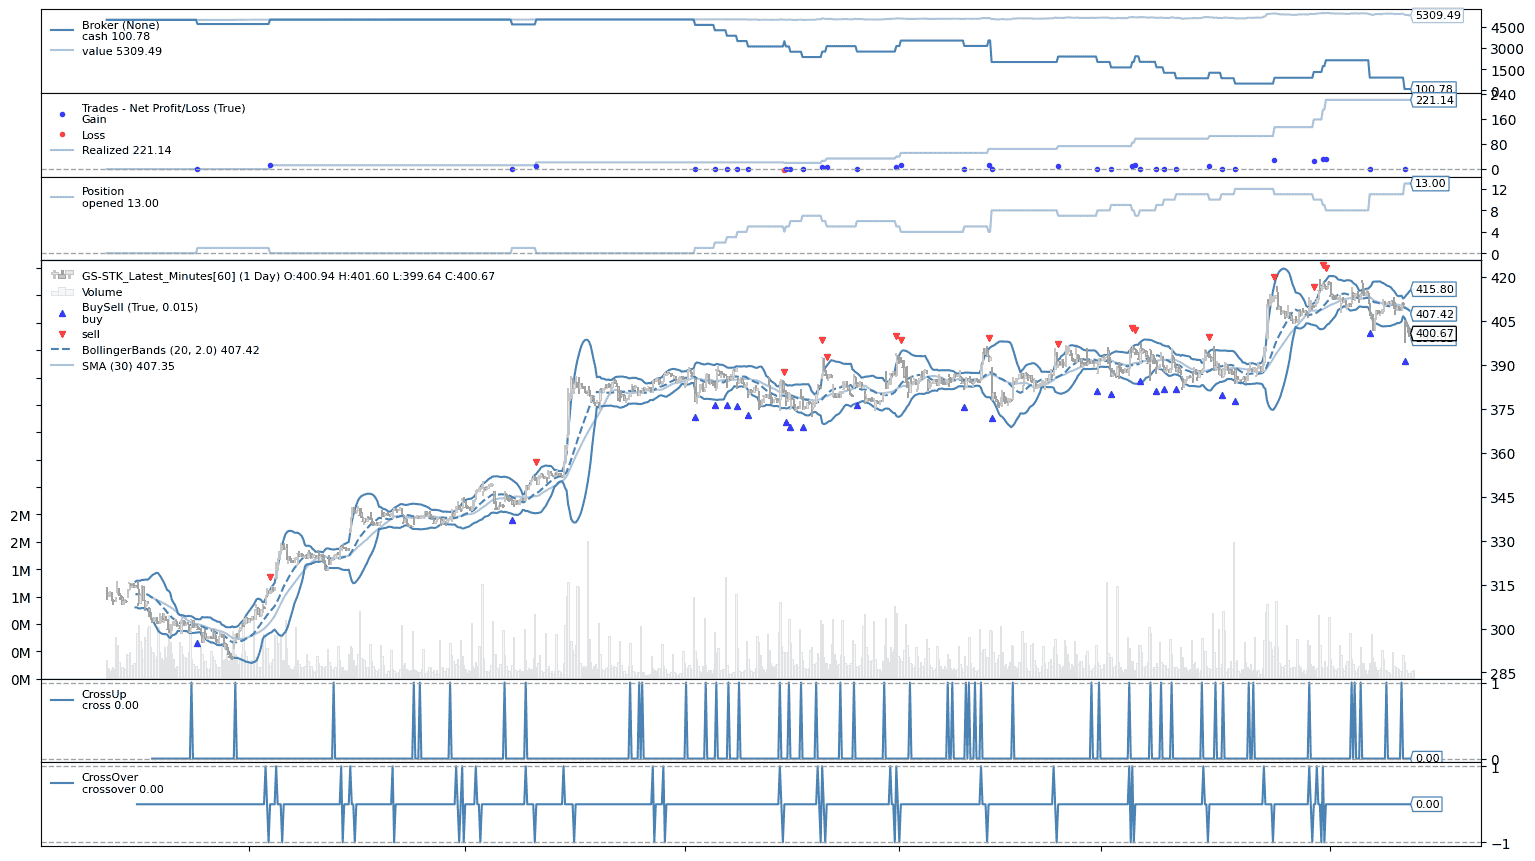 Broker (None)
cash 100.78
value 5309.49
5309.49
4500
3000
1500
0
100.78
Trades - Net Profit/Loss (True)
Gain
Loss
Realized 221.14
240
221.14
160
80
0
Position
opened 13.00
13.00
12
8
4
0
GS-STK_Latest_Minutes[60] (1 Day) O:400.94 H:401.60 L:399.64 C:400.67
Volume
BuySell (True, 0.015)
buy
sell
BollingerBands (20, 2.0) 407.42
SMA (30) 407.35
420
415.80
407.42
405
400.67
390
375
360
345
330
315
300
285
2M
2M
1M
1M
0M
0M
0M
CrossUp
cross 0.00
1
0.00
0
CrossOver
crossover 0.00
1
0.00
−1